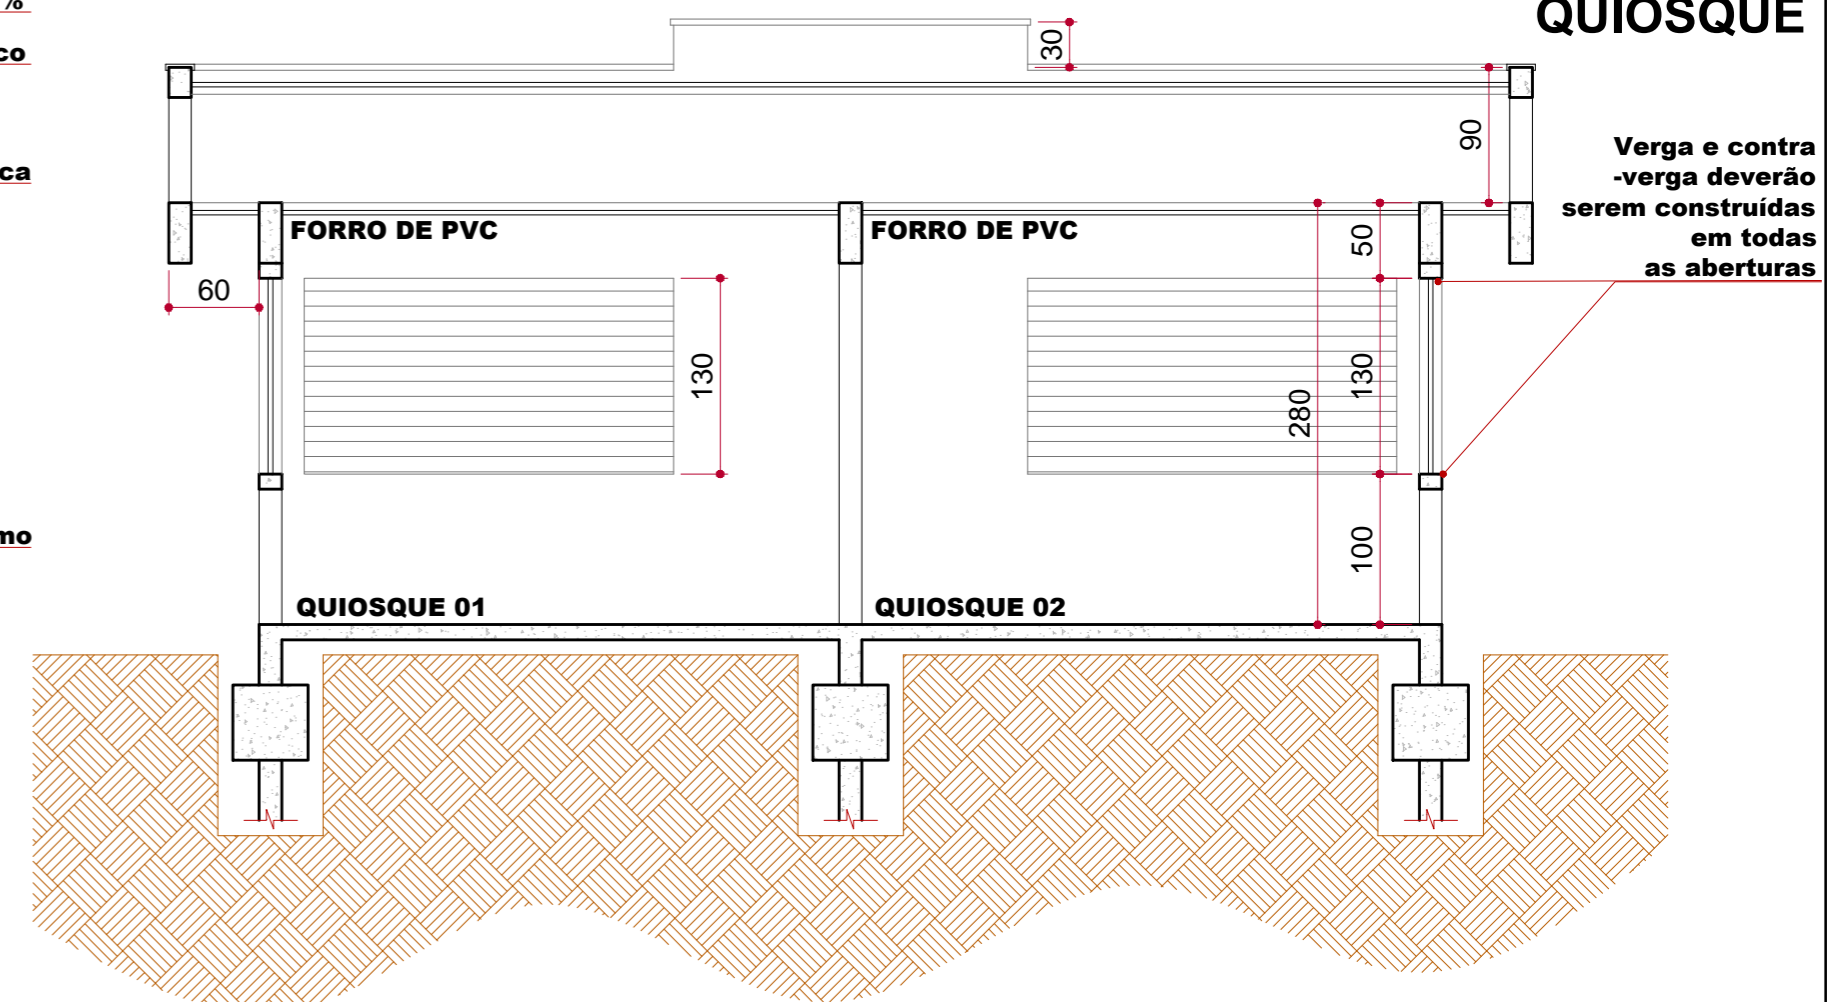 %
QUIOSQUE
co
30
90
Verga e contra
-verga deverão
serem construídas
em todas
as aberturas
ca
FORRO DE PVC
FORRO DE PVC
50
60
130
130
280
100
mo
QUIOSQUE 01
QUIOSQUE 02